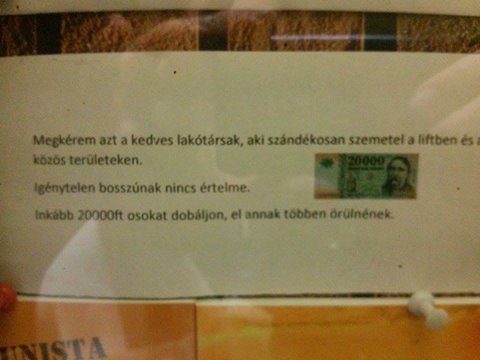 Megkérem azt a kedves lakótársak, aki szándékosan szemetel a liftben és a
közös területeken.
20000
Igénytelen bosszúnak nincs értelme.
Inkább 20000ft osokat dobáljon, el annak többen örülnének.
UNISTA